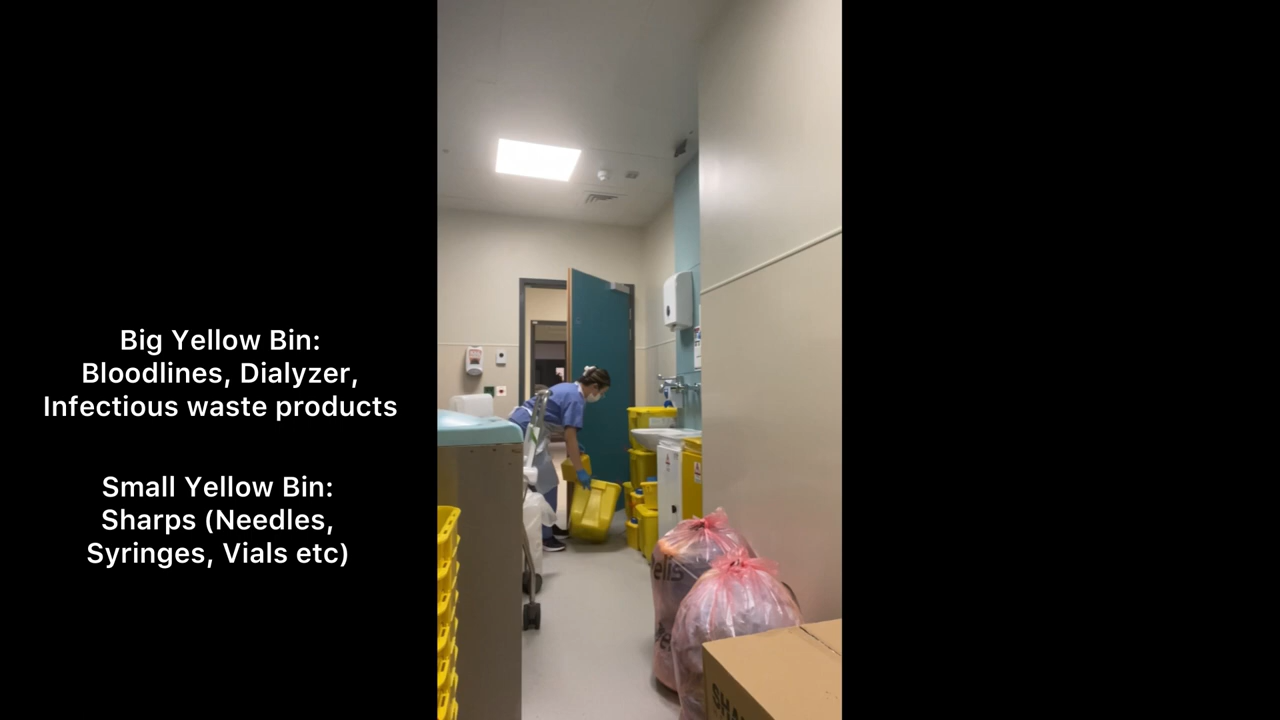 Big Yellow Bin:
Bloodlines, Dialyzer,
Infectious waste products
Small Yellow Bin:
Sharps (Needles,
Syringes, Vials etc)